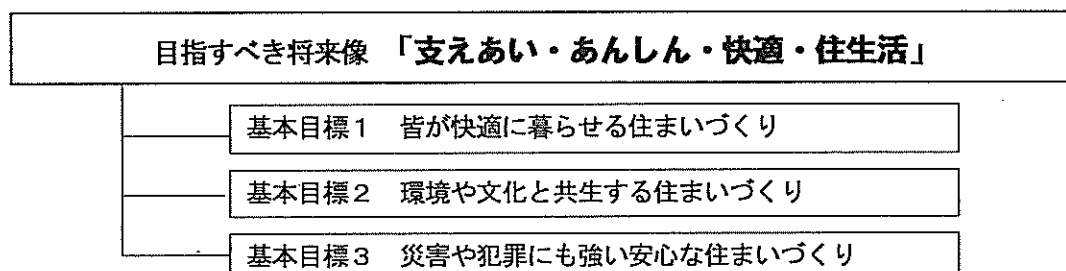 目指すべき将来像 「支えあい・あんしん・快適・住生活」
基本目標１ 皆が快適に暮らせる住まいづくり
基本目標２ 環境や文化と共生する住まいづくり
基本目標３ 災害や犯罪にも強い安心な住まいづくり